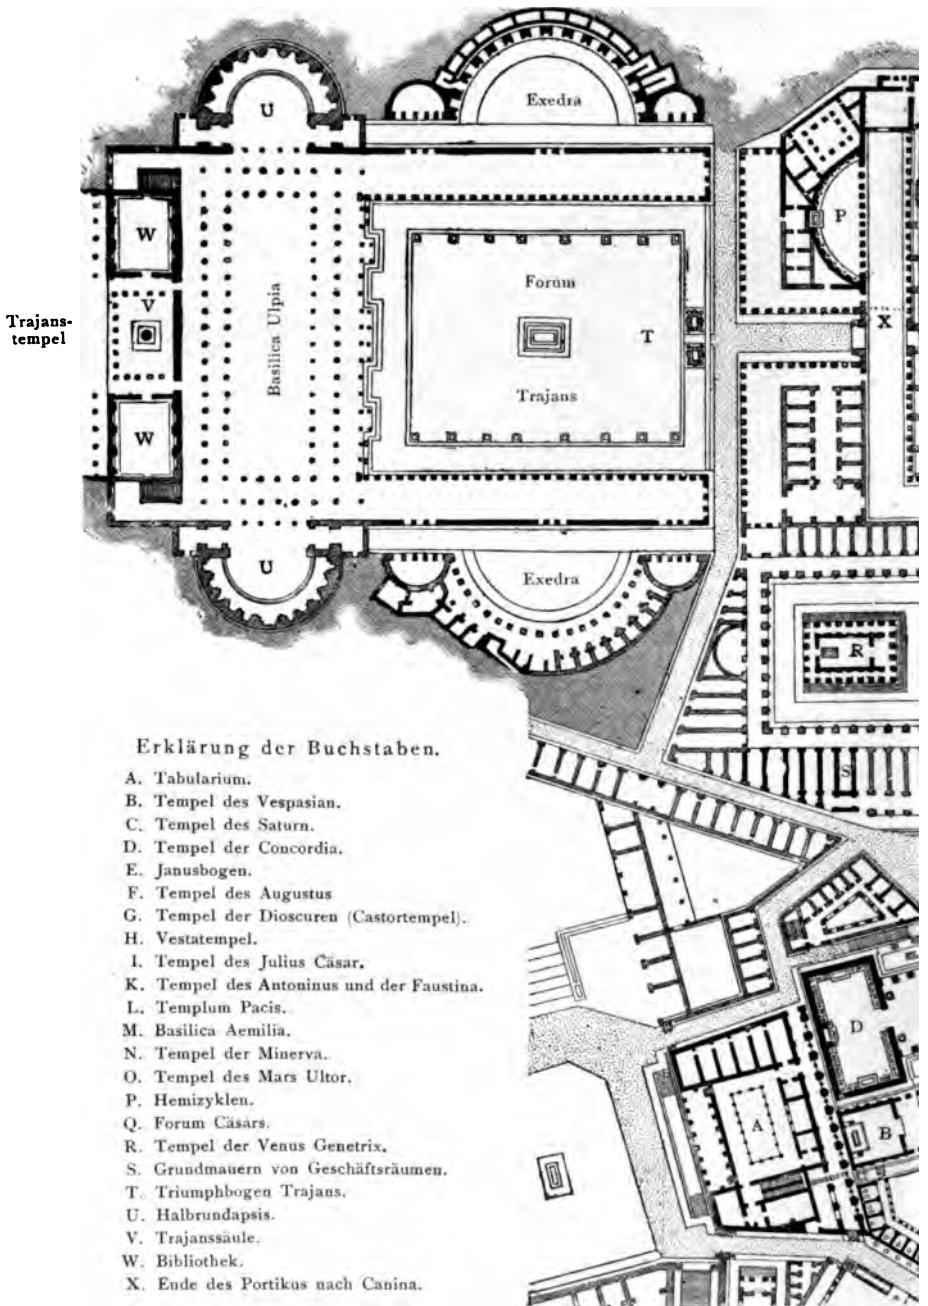 U
Exedra
P
W
V
Basilica Ulpia
Forum
X
Trajans-
tempel
T
Trajans
W
U
Exedra
R
S
Erklärung der Buchstaben.
A. Tabularium.
B. Tempel des Vespasian.
C. Tempel des Saturn.
D. Tempel der Concordia.
E. Janusbogen.
F. Tempel des Augustus
G. Tempel der Dioscuren (Castortempel).
H. Vestatempel.
I. Tempel des Julius Cäsar.
K. Tempel des Antoninus und der Faustina.
L. Templum Pacis.
M. Basilica Aemilia.
N. Tempel der Minerva.
O. Tempel des Mars Ultor.
P. Hemizyklen.
Q. Forum Cäsars.
R. Tempel der Venus Genetrix.
S. Grundmauern von Geschäftsräumen.
T. Triumphbogen Trajans.
U. Halbrundapsis.
V. Trajanssäule.
W. Bibliothek.
X. Ende des Portikus nach Canina.
D
A
B